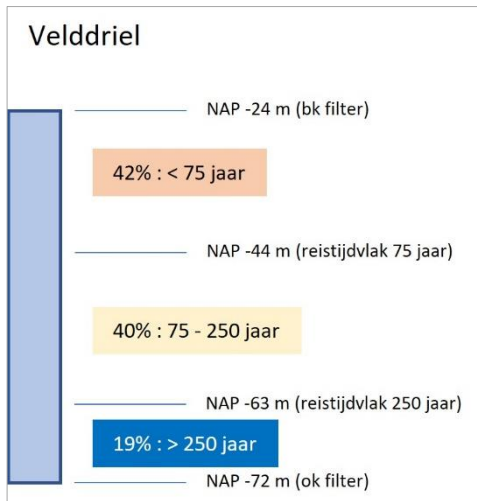 Velddriel
NAP -24 m (bk filter)
42% : < 75 jaar
NAP -44 m (reistijdvlak 75 jaar)
40% : 75 - 250 jaar
NAP -63 m (reistijdvlak 250 jaar)
19% : > 250 jaar
NAP -72 m (ok filter)